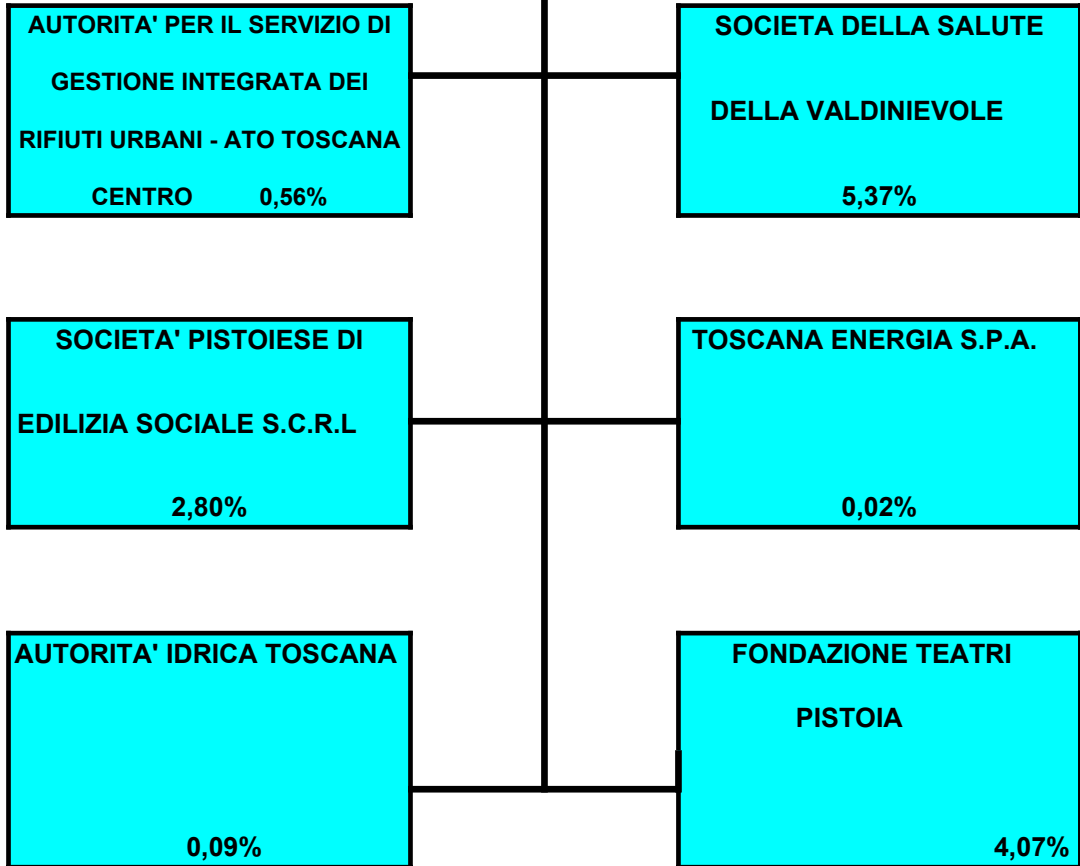 AUTORITA' PER IL SERVIZIO DI
GESTIONE INTEGRATA DEI
RIFIUTI URBANI - ATO TOSCANA
CENTRO 0,56%
SOCIETA DELLA SALUTE
DELLA VALDINIEVOLE
5,37%
SOCIETA' PISTOIESE DI
EDILIZIA SOCIALE S.C.R.L
2,80%
TOSCANA ENERGIA S.P.A.
0,02%
AUTORITA' IDRICA TOSCANA
0,09%
FONDAZIONE TEATRI
PISTOIA
4,07%